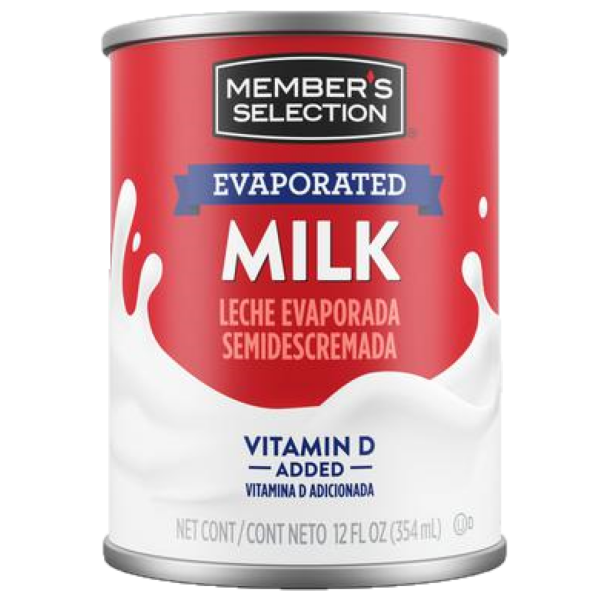 MEMBER'S
SELECTION
®
EVAPORATED
MILK
LECHE EVAPORADA
SEMIDESCREMADA
VITAMIN D
ADDED
VITAMINA D ADICIONADA
NET CONT/CONT NETO 12 FL OZ (354 mL) Ⓤ D